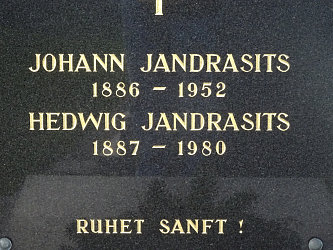 JOHANN JANDRASITS
1886 – 1952
HEDWIG JANDRASITS
1887 – 1980
RUHET SANFT !